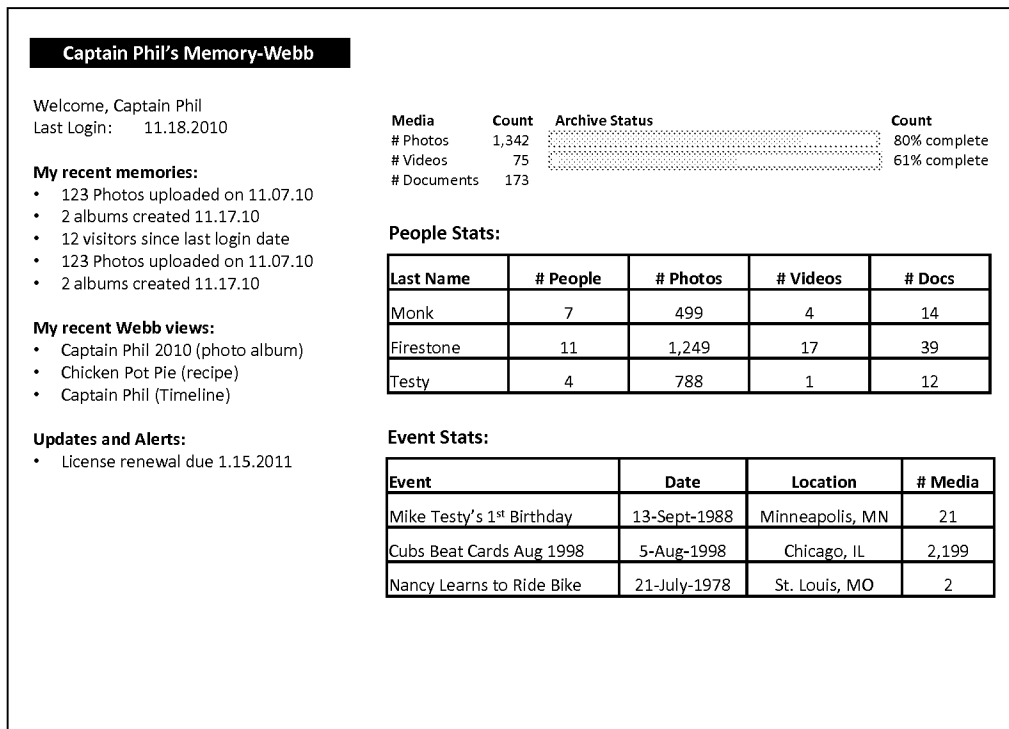 Captain Phil's Memory-Webb
Welcome, Captain Phil
Last Login: 11.18.2010
My recent memories:
• 123 Photos uploaded on 11.07.10
• 2 albums created 11.17.10
• 12 visitors since last login date
• 123 Photos uploaded on 11.07.10
• 2 albums created 11.17.10
My recent Webb views:
• Captain Phil 2010 (photo album)
• Chicken Pot Pie (recipe)
• Captain Phil (Timeline)
Updates and Alerts:
• License renewal due 1.15.2011
Media Count Archive Status Count
# Photos 1,342 80% complete
# Videos 75 61% complete
# Documents 173
People Stats:
Last Name # People # Photos # Videos # Docs
Monk 7 499 4 14
Firestone 11 1,249 17 39
Testy 4 788 1 12
Event Stats:
Event Date Location # Media
Mike Testy's 1st Birthday 13-Sept-1988 Minneapolis, MN 21
Cubs Beat Cards Aug 1998 5-Aug-1998 Chicago, IL 2,199
Nancy Learns to Ride Bike 21-July-1978 St. Louis, MO 2